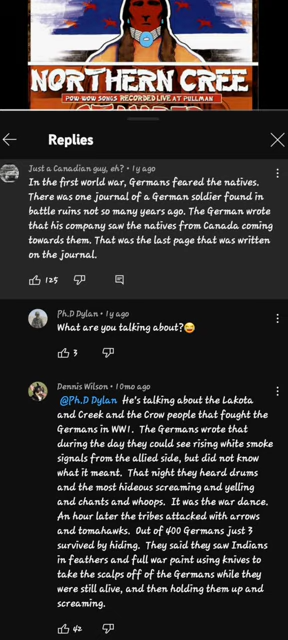 NORTHERN CREE
POW-WOW SONGS RECORDED LIVE AT PULLMAN
Replies
Just a Canadian guy, eh? • 1y ago
In the first world war, Germans feared the natives.
There was one journal of a German soldier found in
battle ruins not so many years ago. The German wrote
that his company saw the natives from Canada coming
towards them. That was the last page that was written
on the journal.
125
Ph.D Dylan • 1y ago
What are you talking about?😅
3
Dennis Wilson • 10mo ago
@Ph.D Dylan He's talking about the Lakota
and Creek and the Crow people that fought the
Germans in WW1. The Germans wrote that
during the day they could see rising white smoke
signals from the allied side, but did not know
what it meant. That night they heard drums
and the most hideous screaming and yelling
and chants and whoops. It was the war dance.
An hour later the tribes attacked with arrows
and tomahawks. Out of 400 Germans just 3
survived by hiding. They said they saw Indians
in feathers and full war paint using knives to
take the scalps off of the Germans while they
were still alive, and then holding them up and
screaming.
42